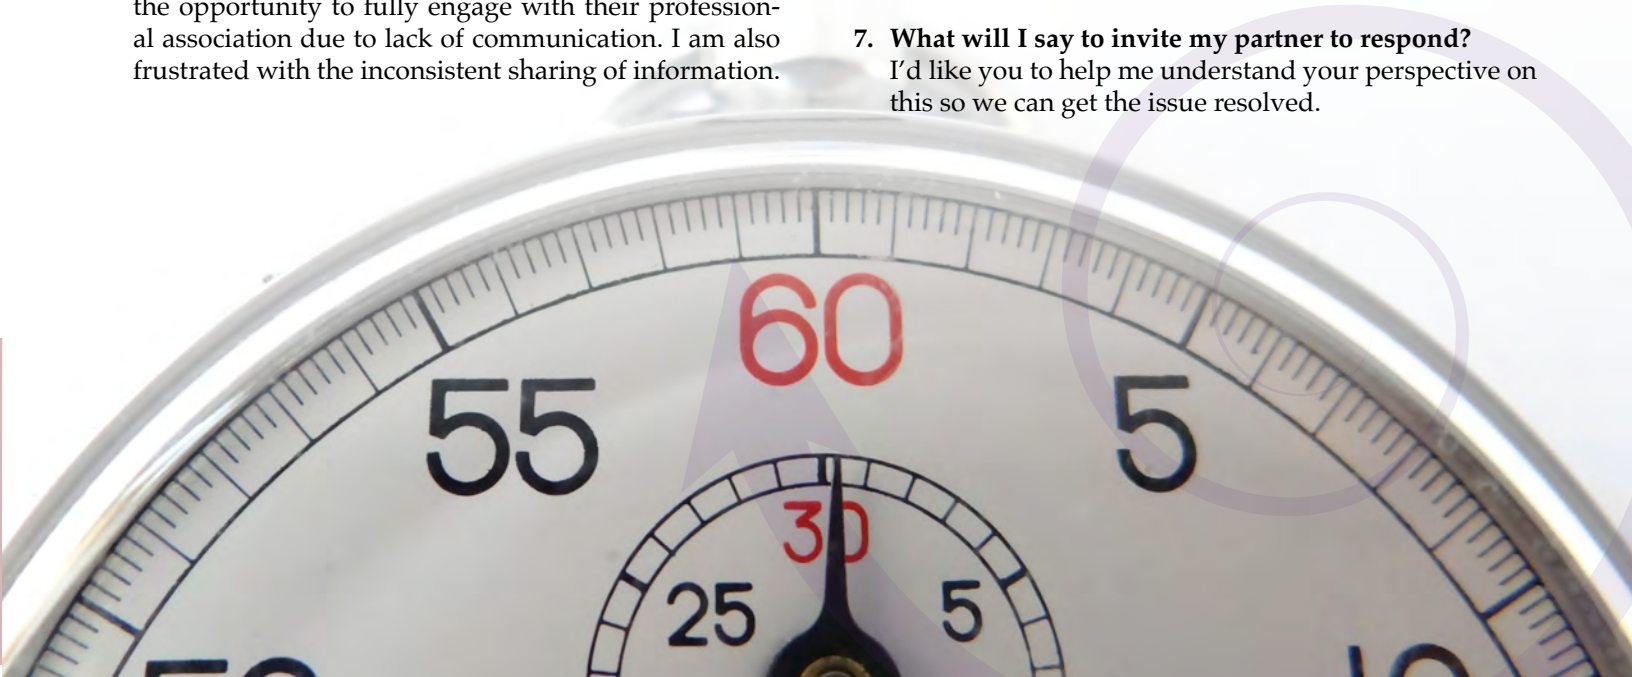 the opportunity to fully engage with their profession-
al association due to lack of communication. I am also
frustrated with the inconsistent sharing of information.
7. What will I say to invite my partner to respond?
I’d like you to help me understand your perspective on
this so we can get the issue resolved.
60
55
5
30
25
5
50
10